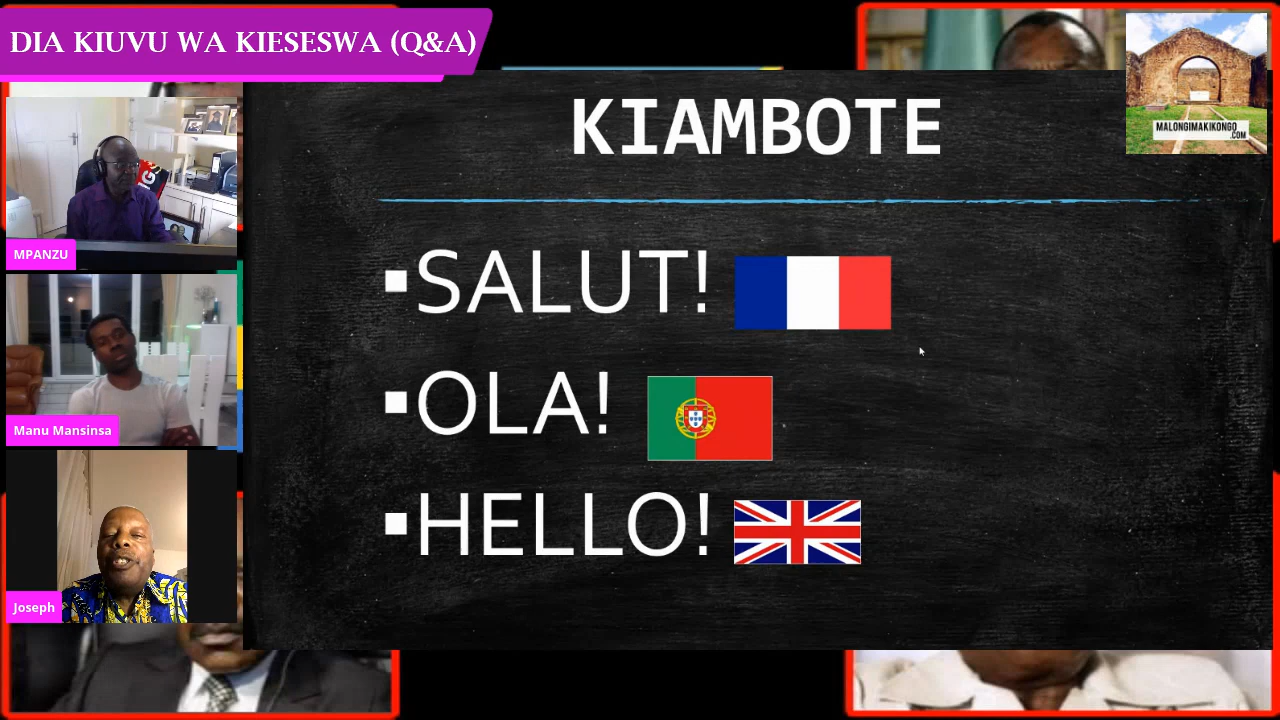 DIA KIUVU WA KIESESWA (Q&A)
KIAMBOTE
MALONGIMAKIKONGO
.COM
SALUT!
OLA!
HELLO!
MPANZU
Manu Mansinsa
Joseph